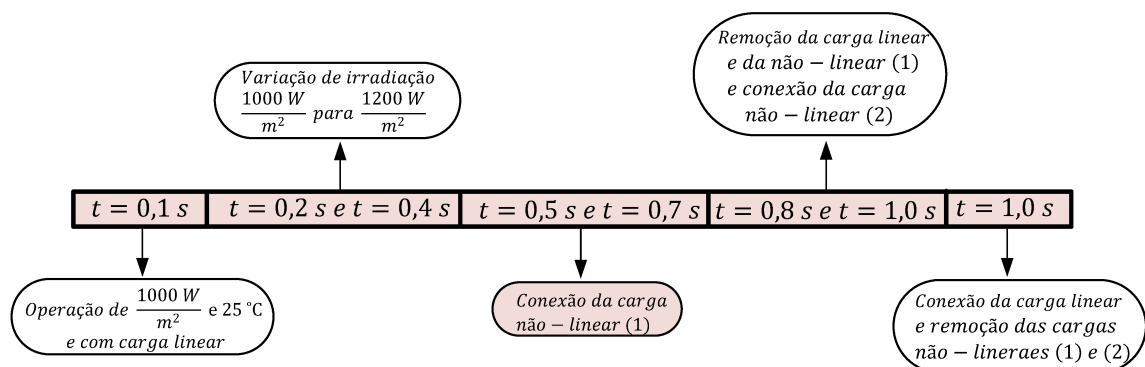 Variação de irradiação
1000 W / m² para 1200 W / m²
Remoção da carga linear
e da não − linear (1)
e conexão da carga
não − linear (2)
t = 0,1 s
t = 0,2 s e t = 0,4 s
t = 0,5 s e t = 0,7 s
t = 0,8 s e t = 1,0 s
t = 1,0 s
Operação de 1000 W / m² e 25 °C
e com carga linear
Conexão da carga
não − linear (1)
Conexão da carga linear
e remoção das cargas
não − lineraes (1) e (2)